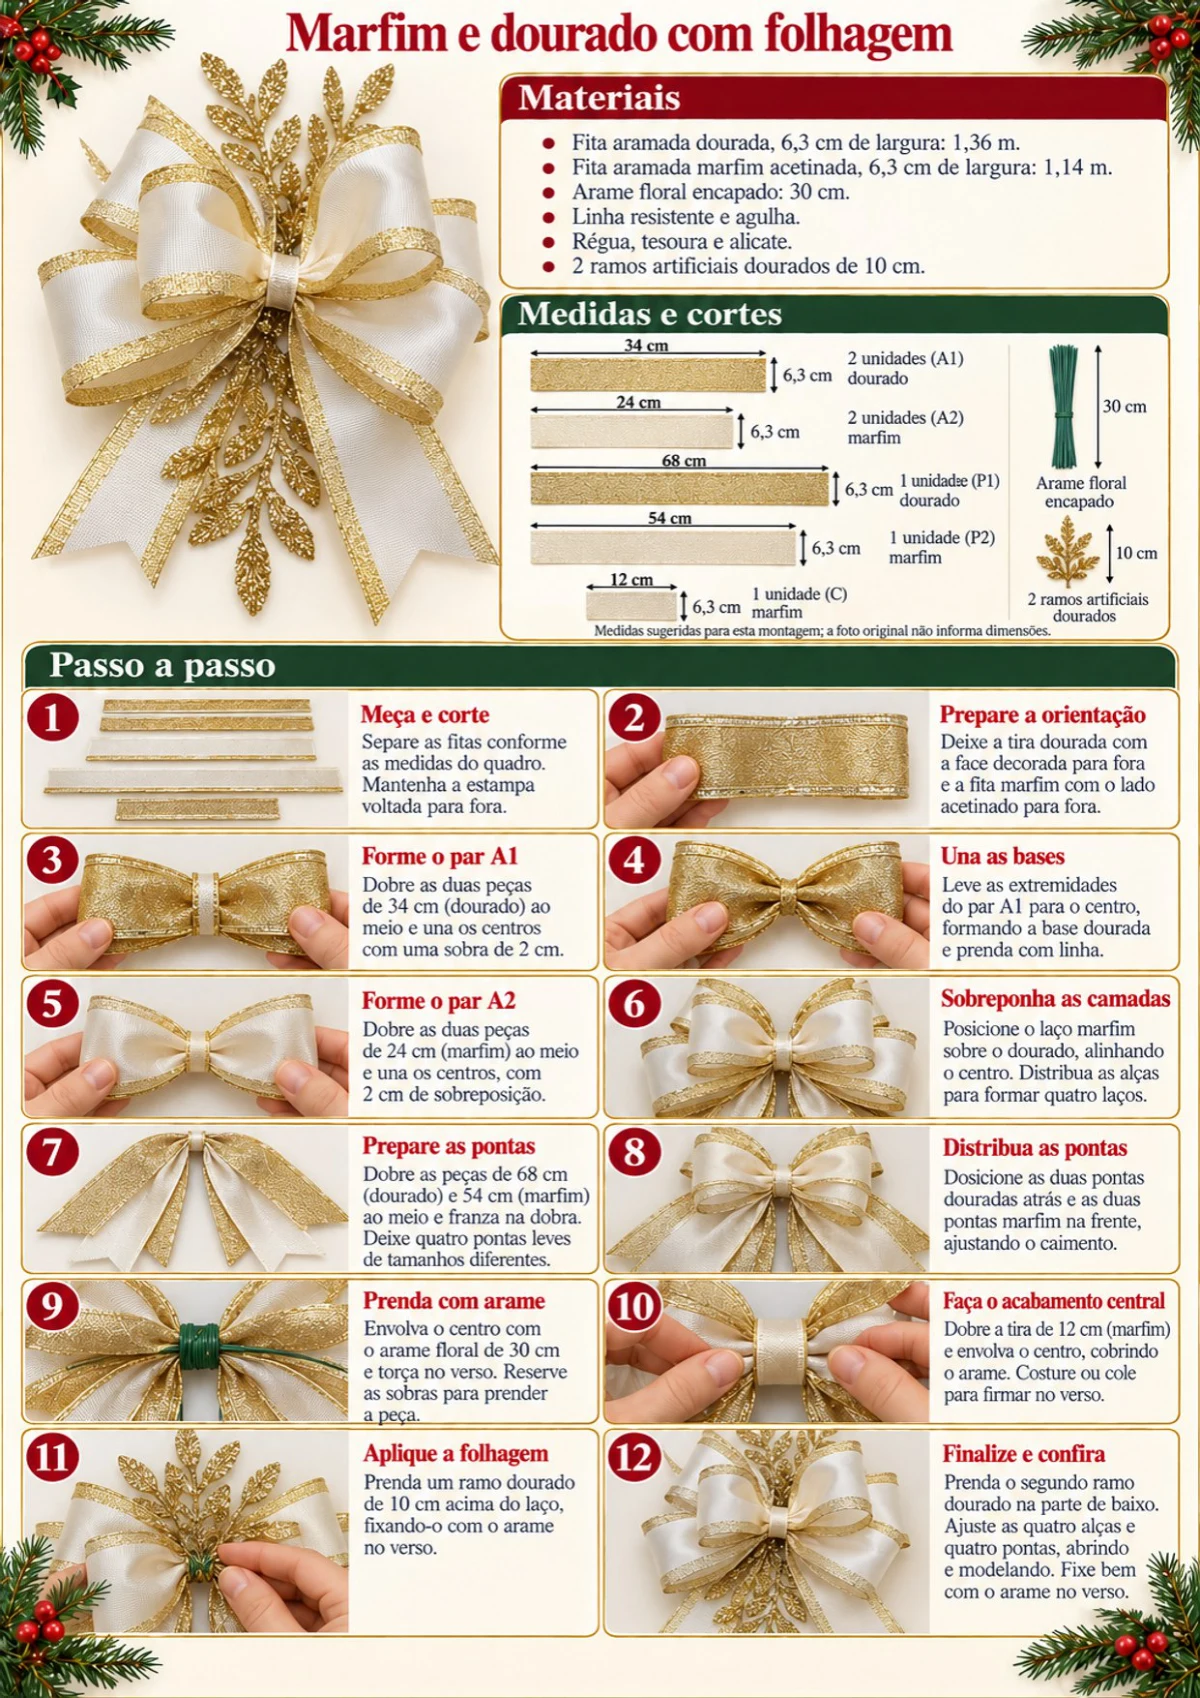 Marfim e dourado com folhagem
Materiais
• Fita aramada dourada, 6,3 cm de largura: 1,36 m.
• Fita aramada marfim acetinada, 6,3 cm de largura: 1,14 m.
• Arame floral encapado: 30 cm.
• Linha resistente e agulha.
• Régua, tesoura e alicate.
• 2 ramos artificiais dourados de 10 cm.
Medidas e cortes
34 cm
6,3 cm
2 unidades (A1)
dourado
24 cm
6,3 cm
2 unidades (A2)
marfim
68 cm
6,3 cm
1 unidade (P1)
dourado
54 cm
6,3 cm
1 unidade (P2)
marfim
12 cm
6,3 cm
1 unidade (C)
marfim
30 cm
Arame floral
encapado
10 cm
2 ramos artificiais
dourados
Medidas sugeridas para esta montagem; a foto original não informa dimensões.
Passo a passo
1
Meça e corte
Separe as fitas conforme
as medidas do quadro.
Mantenha a estampa
voltada para fora.
2
Prepare a orientação
Deixe a tira dourada com
a face decorada para fora
e a fita marfim com o lado
acetinado para fora.
3
Forme o par A1
Dobre as duas peças
de 34 cm (dourado) ao
meio e una os centros
com uma sobra de 2 cm.
4
Una as bases
Leve as extremidades
do par A1 para o centro,
formando a base dourada
e prenda com linha.
5
Forme o par A2
Dobre as duas peças
de 24 cm (marfim) ao meio
e una os centros, com
2 cm de sobreposição.
6
Sobreponha as camadas
Posicione o laço marfim
sobre o dourado, alinhando
o centro. Distribua as alças
para formar quatro laços.
7
Prepare as pontas
Dobre as peças de 68 cm
(dourado) e 54 cm (marfim)
ao meio e franza na dobra.
Deixe quatro pontas leves
de tamanhos diferentes.
8
Distribua as pontas
Dosicione as duas pontas
douradas atrás e as duas
pontas marfim na frente,
ajustando o caimento.
9
Prenda com arame
Envolva o centro com
o arame floral de 30 cm
e torça no verso. Reserve
as sobras para prender
a peça.
10
Faça o acabamento central
Dobre a tira de 12 cm (marfim)
e envolva o centro, cobrindo
o arame. Costure ou cole
para firmar no verso.
11
Aplique a folhagem
Prenda um ramo dourado
de 10 cm acima do laço,
fixando-o com o arame
no verso.
12
Finalize e confira
Prenda o segundo ramo
dourado na parte de baixo.
Ajuste as quatro alças e
quatro pontas, abrindo
e modelando. Fixe bem
com o arame no verso.